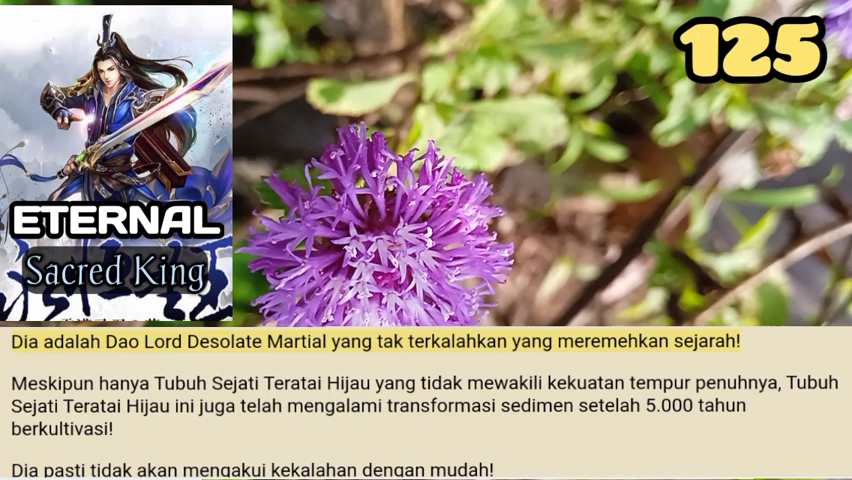 125
ETERNAL
Sacred King
Dia adalah Dao Lord Desolate Martial yang tak terkalahkan yang meremehkan sejarah!
Meskipun hanya Tubuh Sejati Teratai Hijau yang tidak mewakili kekuatan tempur penuhnya, Tubuh
Sejati Teratai Hijau ini juga telah mengalami transformasi sedimen setelah 5.000 tahun
berkultivasi!
Dia pasti tidak akan mengakui kekalahan dengan mudah!